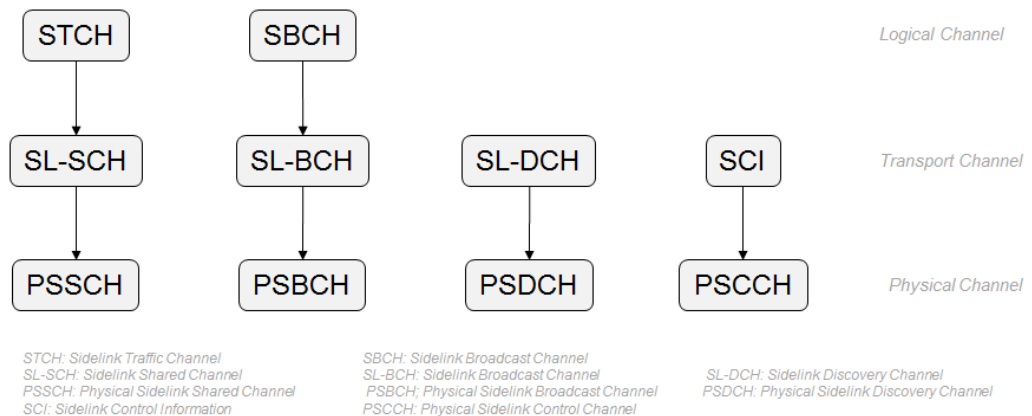 STCH SBCH Logical Channel
SL-SCH SL-BCH SL-DCH SCI Transport Channel
PSSCH PSBCH PSDCH PSCCH Physical Channel
STCH: Sidelink Traffic Channel SBCH: Sidelink Broadcast Channel
SL-SCH: Sidelink Shared Channel SL-BCH: Sidelink Broadcast Channel SL-DCH: Sidelink Discovery Channel
PSSCH: Physical Sidelink Shared Channel PSBCH; Physical Sidelink Broadcast Channel PSDCH: Physical Sidelink Discovery Channel
SCI: Sidelink Control Information PSCCH: Physical Sidelink Control Channel